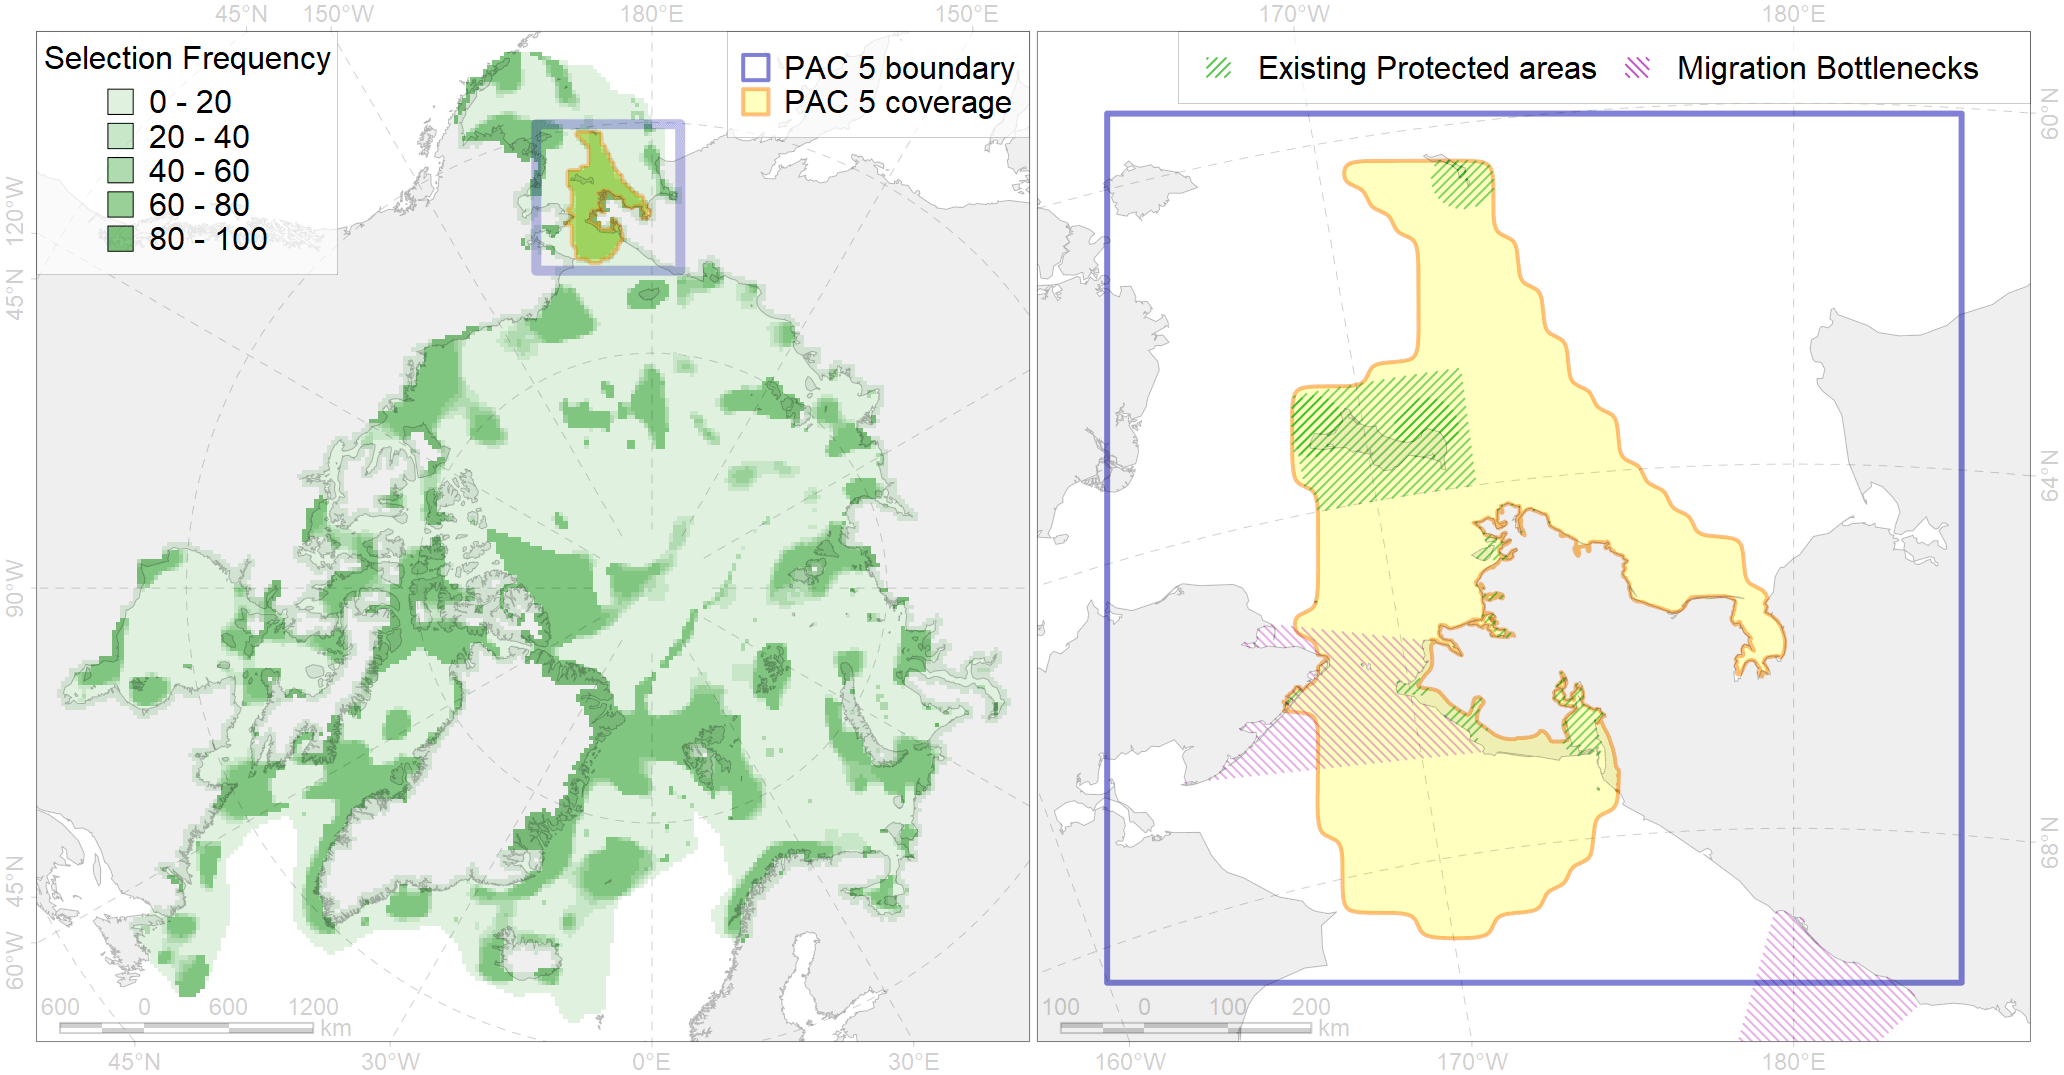 45°N 150°W 180°E 150°E 170°W 180°E
Selection Frequency
0 - 20
20 - 40
40 - 60
60 - 80
80 - 100
PAC 5 boundary
PAC 5 coverage
Existing Protected areas
Migration Bottlenecks
120°W
45°N
90°W
45°N
60°W
60°N
64°N
68°N
600 0 600 1200
km
100 0 100 200
km
45°N 30°W 0°E 30°E 160°W 170°W 180°E